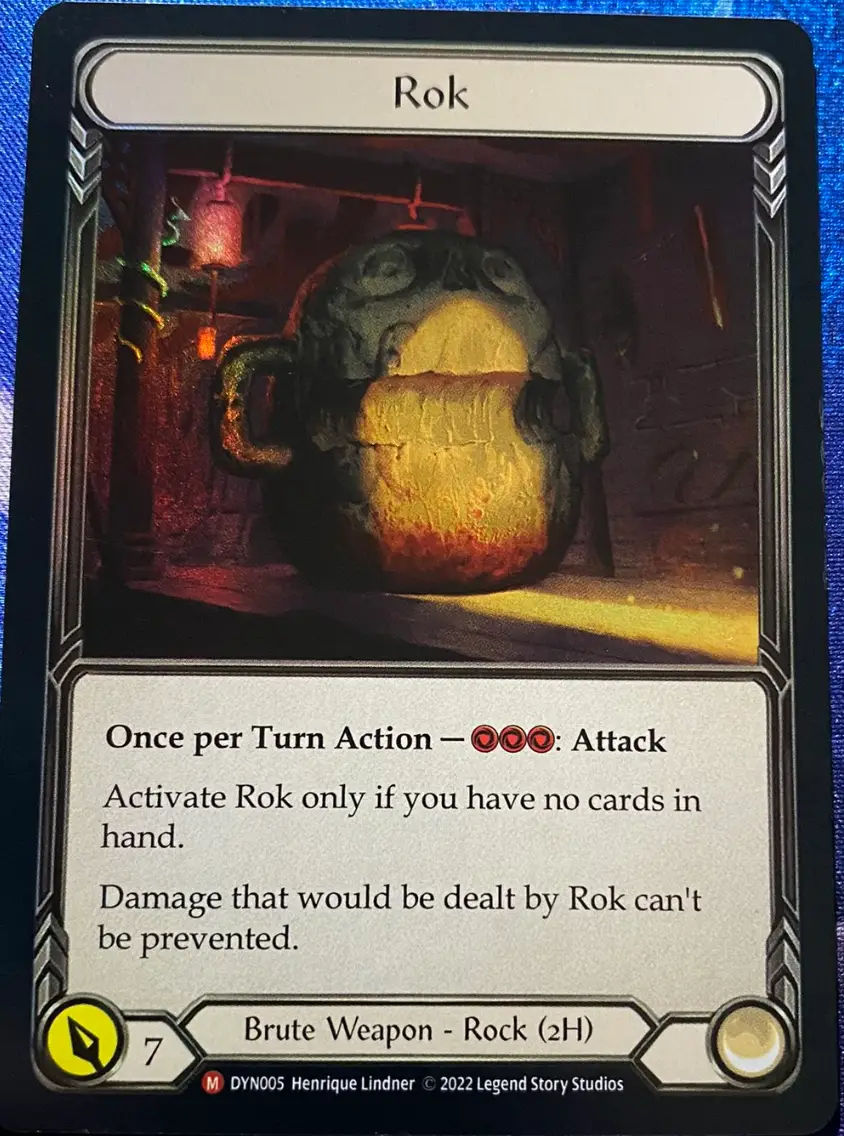 Rok
Once per Turn Action — : Attack
Activate Rok only if you have no cards in
hand.
Damage that would be dealt by Rok can't
be prevented.
7
Brute Weapon - Rock (2H)
M DYN005 Henrique Lindner © 2022 Legend Story Studios